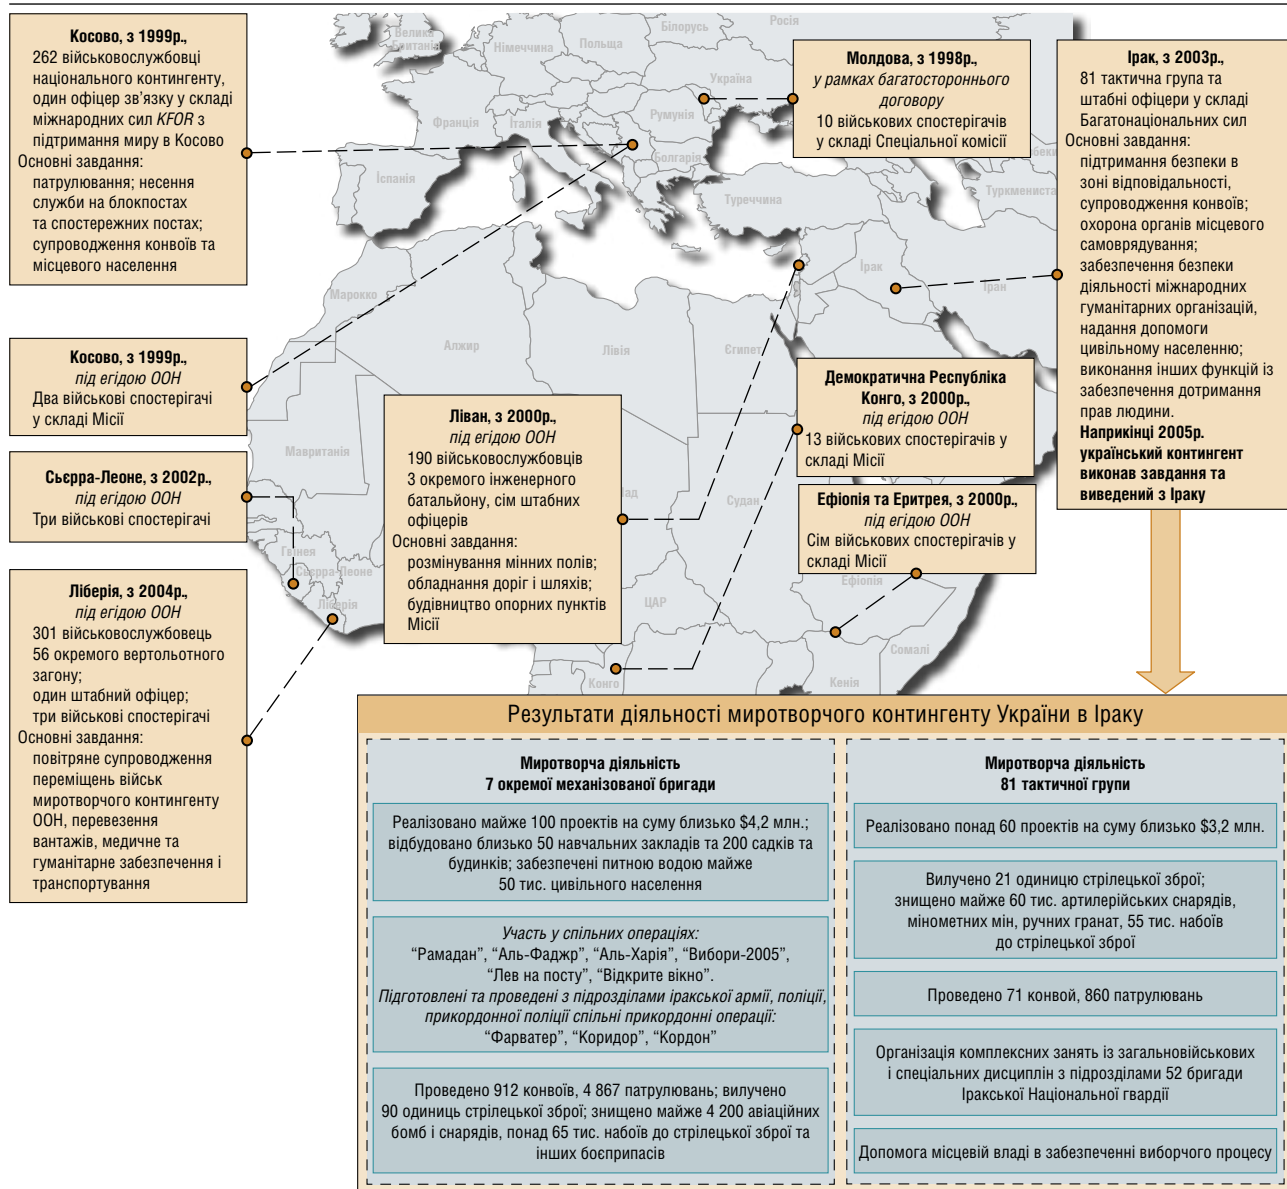 Косово, з 1999р.,
262 військовослужбовці
національного контингенту,
один офіцер зв’язку у складі
міжнародних сил KFOR з
підтримання миру в Косово
Основні завдання:
патрулювання; несення
служби на блокпостах
та спостережних постах;
супроводження конвоїв та
місцевого населення
Косово, з 1999р.,
під егідою ООН
Два військові спостерігачі
у складі Місії
Сьєрра-Леоне, з 2002р.,
під егідою ООН
Три військові спостерігачі
Ліберія, з 2004р.,
під егідою ООН
301 військовослужбовець
56 окремого вертольотного
загону;
один штабний офіцер;
три військові спостерігачі
Основні завдання:
повітряне супроводження
переміщень військ
миротворчого контингенту
ООН, перевезення
вантажів, медичне та
гуманітарне забезпечення і
транспортування
Ліван, з 2000р.,
під егідою ООН
190 військовослужбовців
3 окремого інженерного
батальйону, сім штабних
офіцерів
Основні завдання:
розмінування мінних полів;
обладнання доріг і шляхів;
будівництво опорних пунктів
Місії
Молдова, з 1998р.,
у рамках багатостороннього
договору
10 військових спостерігачів
у складі Спеціальної комісії
Демократична Республіка
Конго, з 2000р.,
під егідою ООН
13 військових спостерігачів у
складі Місії
Ефіопія та Еритрея, з 2000р.,
під егідою ООН
Сім військових спостерігачів у
складі Місії
Ірак, з 2003р.,
81 тактична група та
штабні офіцери у складі
Багатонаціональних сил
Основні завдання:
підтримання безпеки в
зоні відповідальності,
супроводження конвоїв;
охорона органів місцевого
самоврядування;
забезпечення безпеки
діяльності міжнародних
гуманітарних організацій,
надання допомоги
цивільному населенню;
виконання інших функцій із
забезпечення дотримання
прав людини.
Наприкінці 2005р.
український контингент
виконав завдання та
виведений з Іраку
Велика
Британія
Німеччина
Польща
Білорусь
Росія
Україна
Франція
Італія
Румунія
Болгарія
Іспанія
Туреччина
Туркмениста
Ірак
Іран
Марокко
Алжир
Лівія
Єгипет
Мавританія
Судан
Гвінея
Сьєрра-Леоне
Ліберія
ЦАР
Ефіопія
Сомалі
Конго
Кенія
Результати діяльності миротворчого контингенту України в Іраку
Миротворча діяльність
7 окремої механізованої бригади
Реалізовано майже 100 проектів на суму близько $4,2 млн.;
відбудовано близько 50 навчальних закладів та 200 садків та
будинків; забезпечені питною водою майже
50 тис. цивільного населення
Участь у спільних операціях:
“Рамадан”, “Аль-Фаджр”, “Аль-Харія”, “Вибори-2005”,
“Лев на посту”, “Відкрите вікно”.
Підготовлені та проведені з підрозділами іракської армії, поліції,
прикордонної поліції спільні прикордонні операції:
“Фарватер”, “Коридор”, “Кордон”
Проведено 912 конвоїв, 4 867 патрулювань; вилучено
90 одиниць стрілецької зброї; знищено майже 4 200 авіаційних
бомб і снарядів, понад 65 тис. набоїв до стрілецької зброї та
інших боєприпасів
Миротворча діяльність
81 тактичної групи
Реалізовано понад 60 проектів на суму близько $3,2 млн.
Вилучено 21 одиницю стрілецької зброї;
знищено майже 60 тис. артилерійських снарядів,
мінометних мін, ручних гранат, 55 тис. набоїв
до стрілецької зброї
Проведено 71 конвой, 860 патрулювань
Організація комплексних занять із загальновійськових
і спеціальних дисциплін з підрозділами 52 бригади
Іракської Національної гвардії
Допомога місцевій владі в забезпеченні виборчого процесу